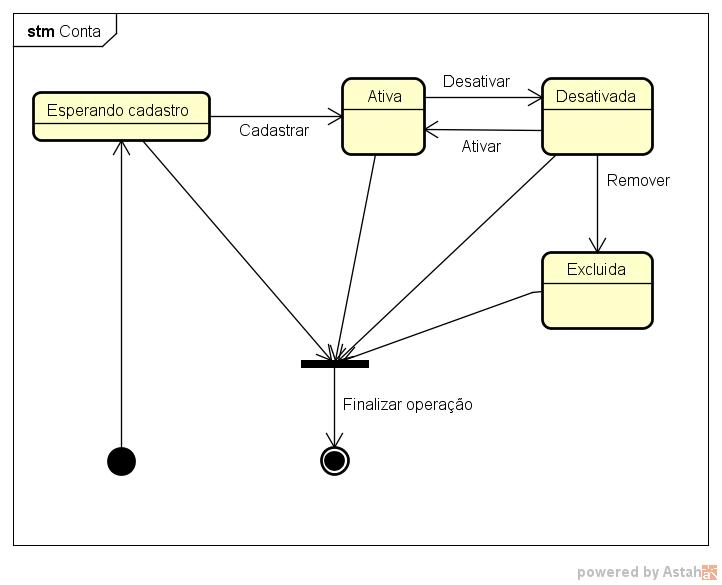 stm Conta
Esperando cadastro
Cadastrar
Ativa
Desativar
Desativada
Ativar
Remover
Excluida
Finalizar operação
powered by Astah